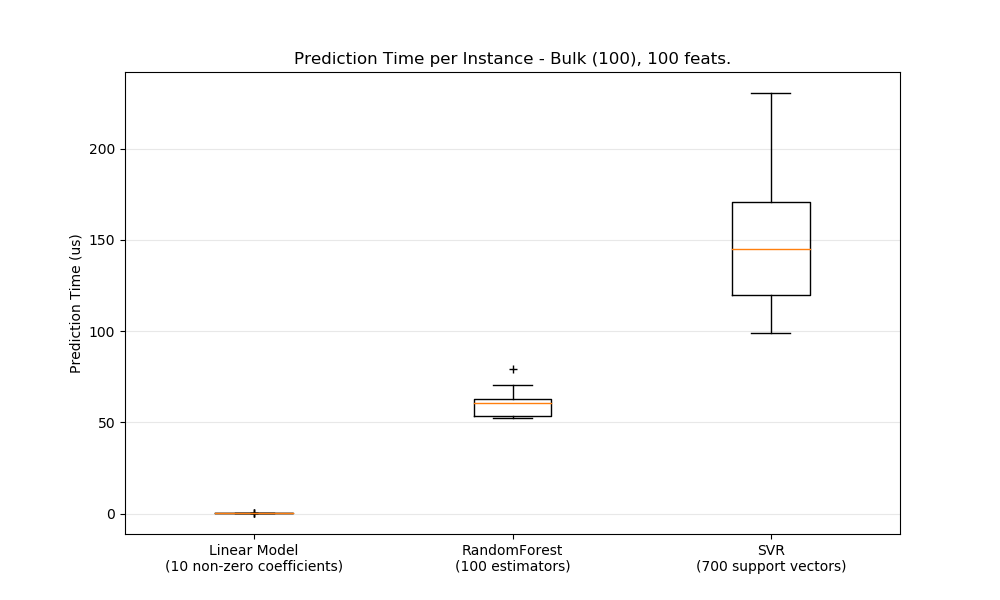 Prediction Time per Instance - Bulk (100), 100 feats.
Prediction Time (us)
200
150
100
50
0
Linear Model
(10 non-zero coefficients)
RandomForest
(100 estimators)
SVR
(700 support vectors)